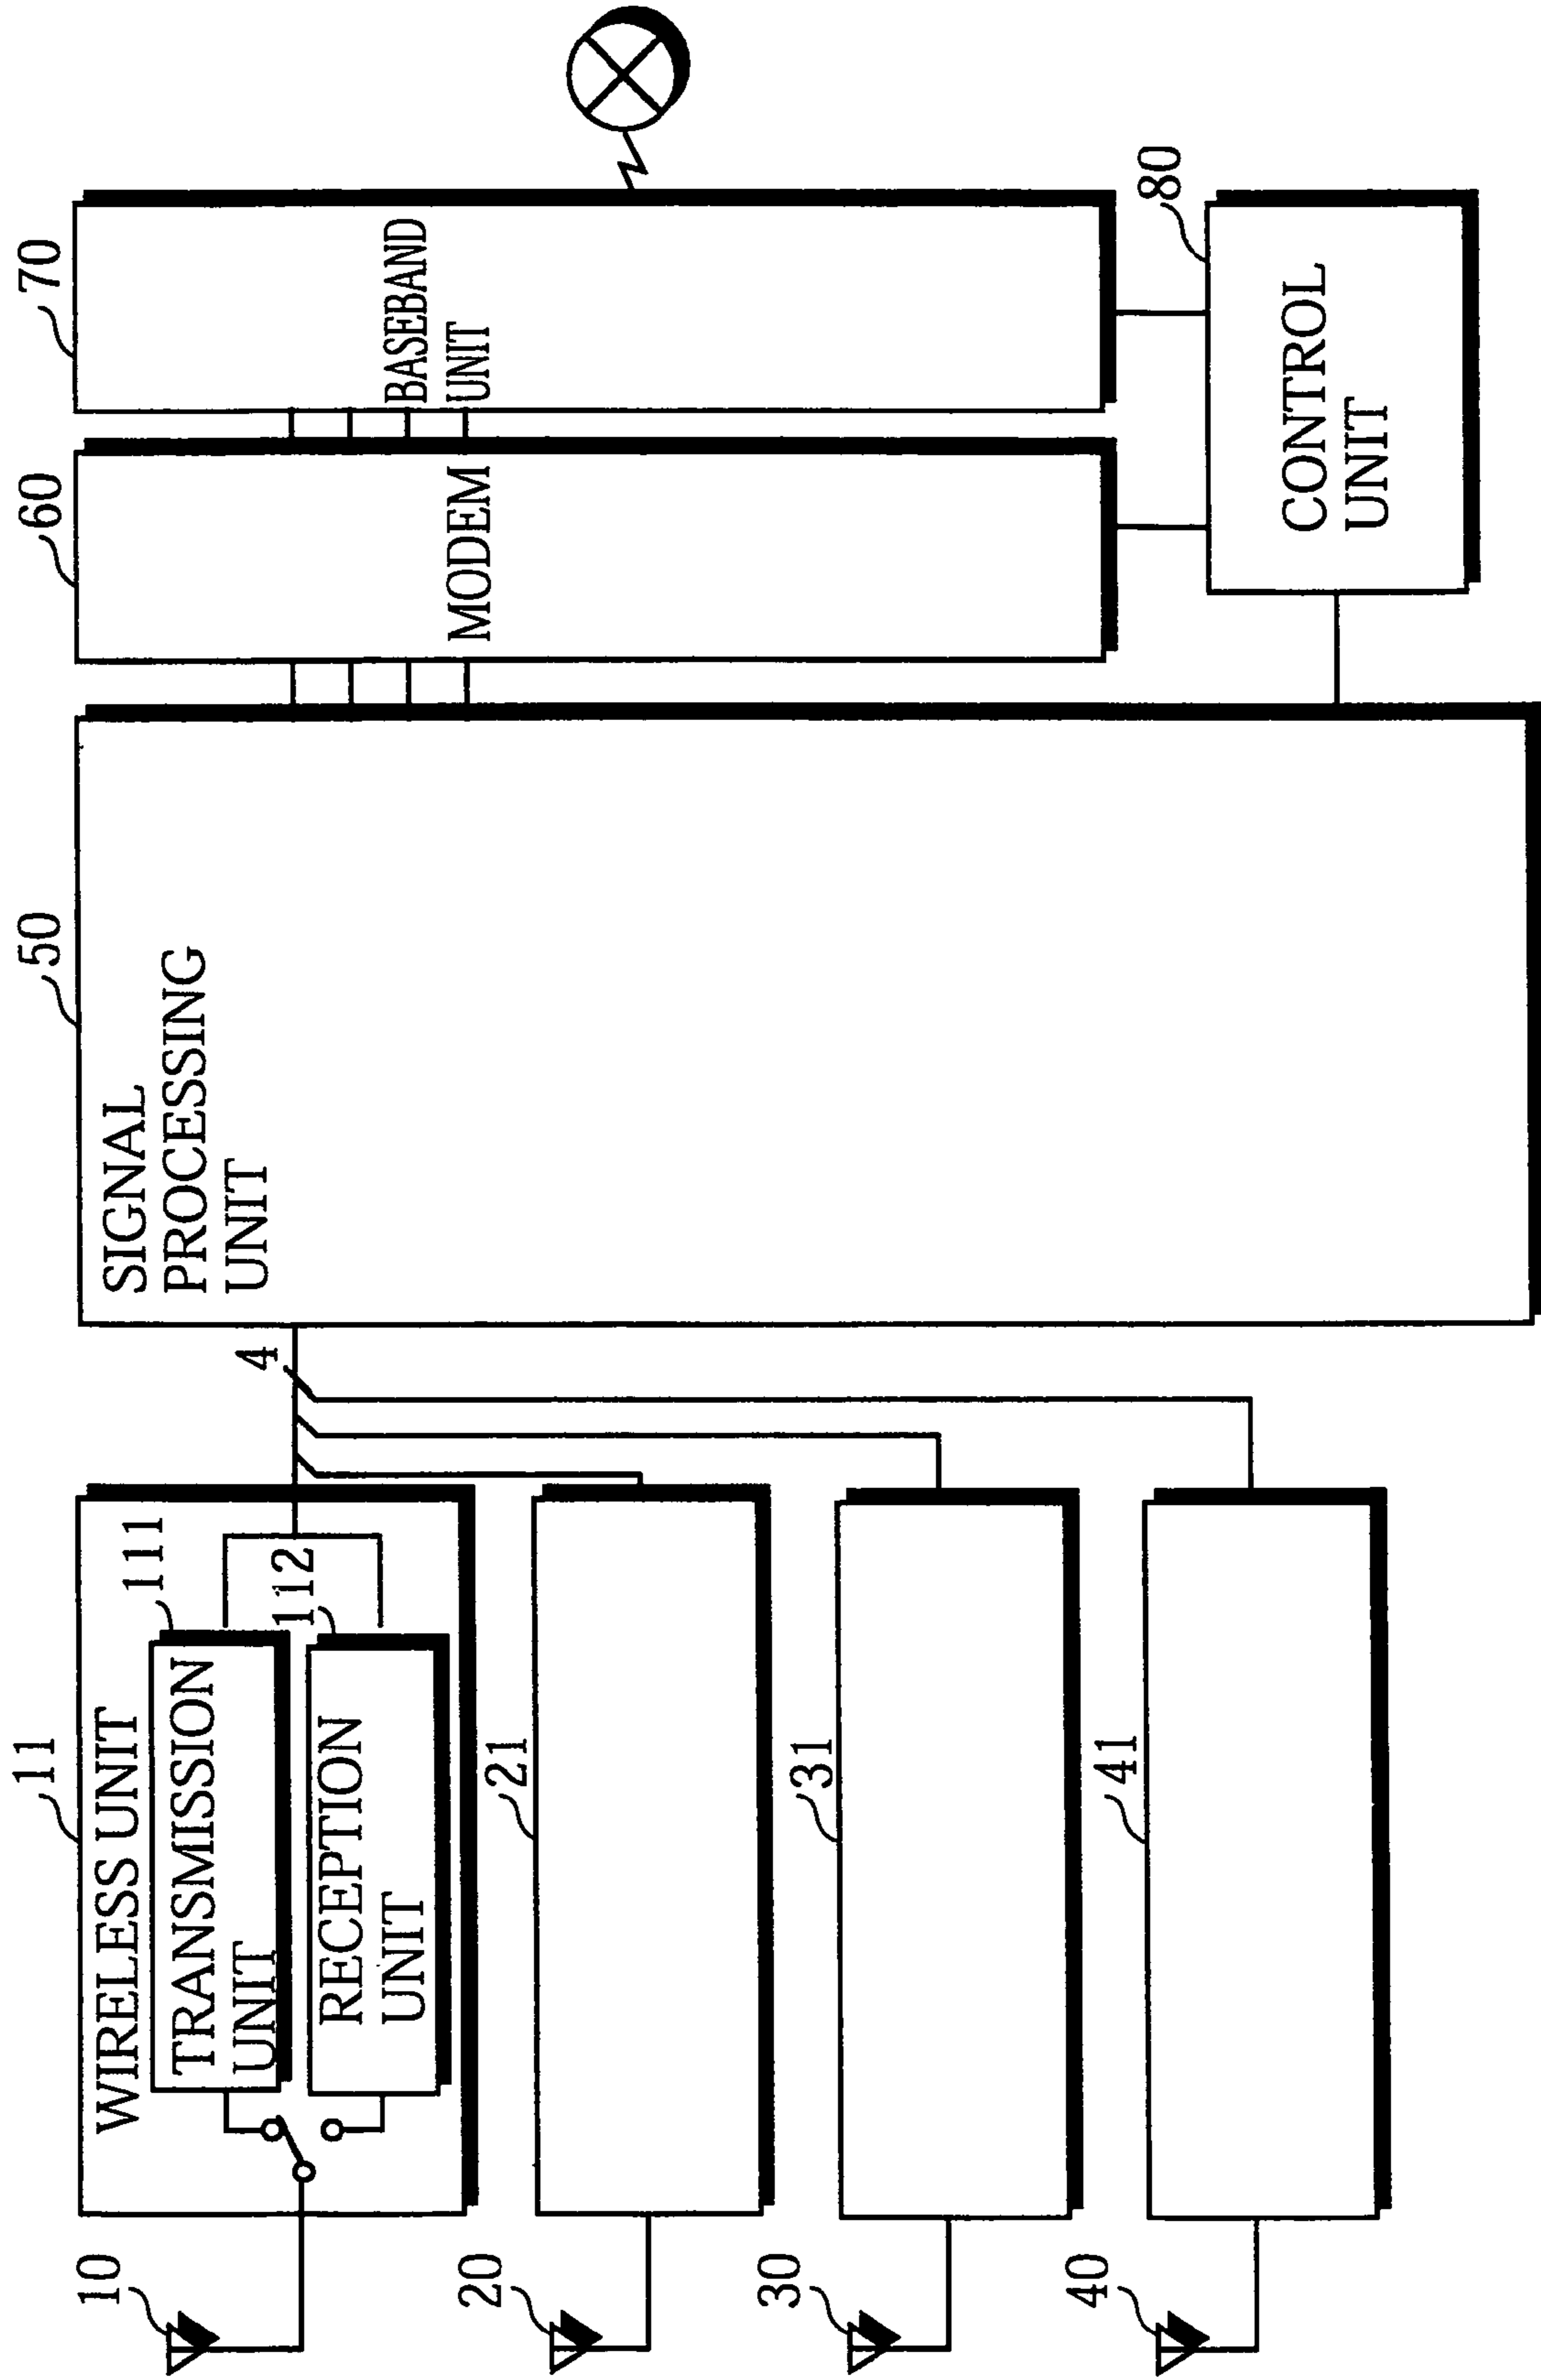 10
11
WIRELESS UNIT
111
TRANSMISSION
UNIT
112
RECEPTION
UNIT
4
50
SIGNAL
PROCESSING
UNIT
60
MODEM
70
BASEBAND
UNIT
20
21
30
31
40
41
80
CONTROL
UNIT